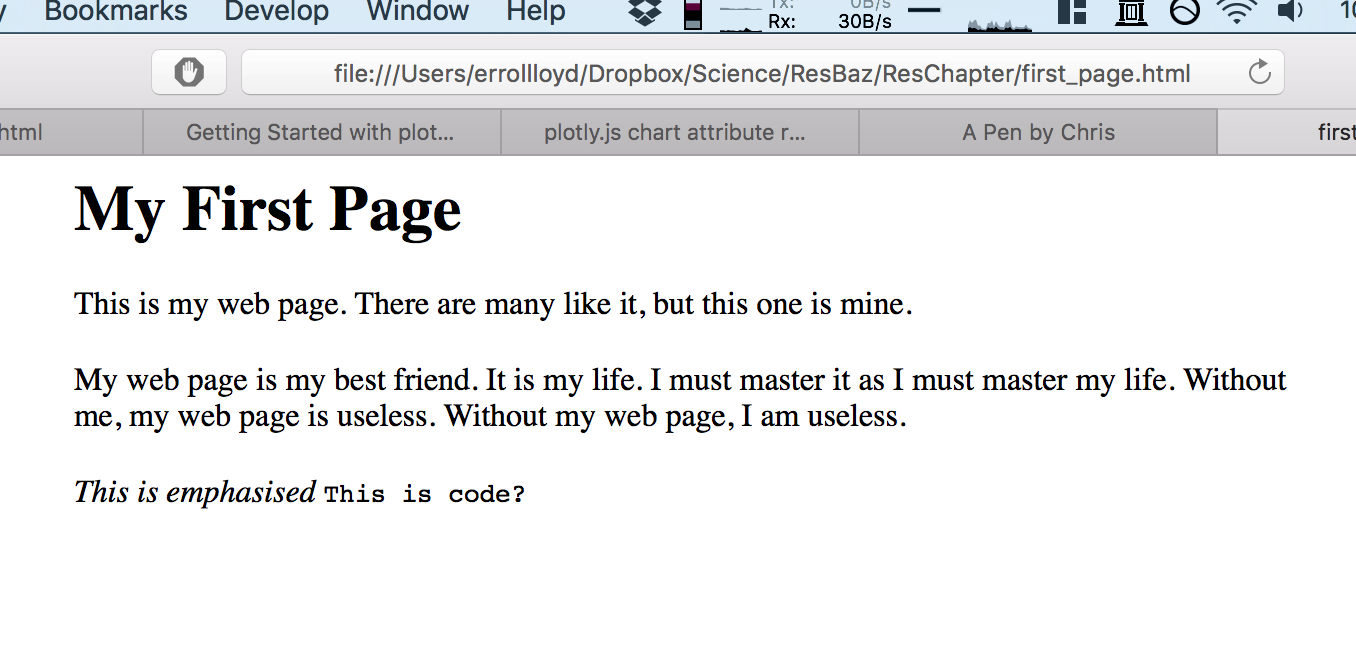 Bookmarks Develop Window Help Tx: 0B/s
Rx: 30B/s
file:///Users/errollloyd/Dropbox/Science/ResBaz/ResChapter/first_page.html
html Getting Started with plot... plotly.js chart attribute r... A Pen by Chris first
My First Page
This is my web page. There are many like it, but this one is mine.
My web page is my best friend. It is my life. I must master it as I must master my life. Without
me, my web page is useless. Without my web page, I am useless.
This is emphasised This is code?